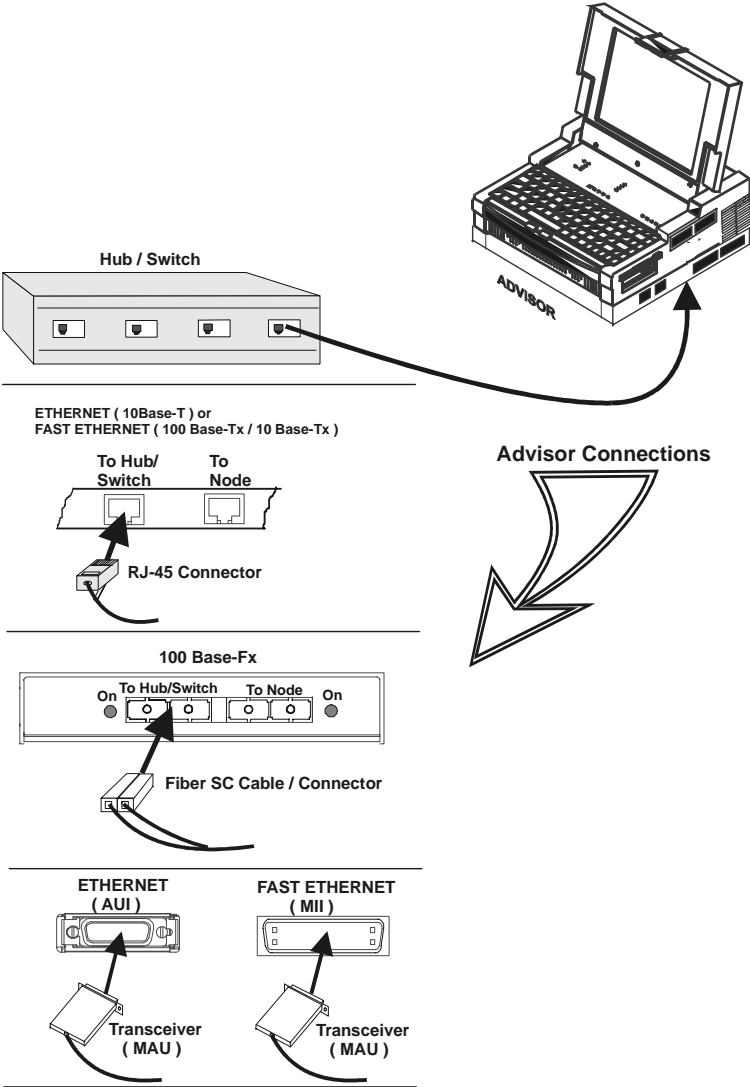 Hub / Switch
ADVISOR
ETHERNET ( 10Base-T ) or
FAST ETHERNET ( 100 Base-Tx / 10 Base-Tx )
To Hub/
Switch
To
Node
RJ-45 Connector
Advisor Connections
100 Base-Fx
On
To Hub/Switch
To Node
On
Fiber SC Cable / Connector
ETHERNET
( AUI )
FAST ETHERNET
( MII )
Transceiver
( MAU )
Transceiver
( MAU )